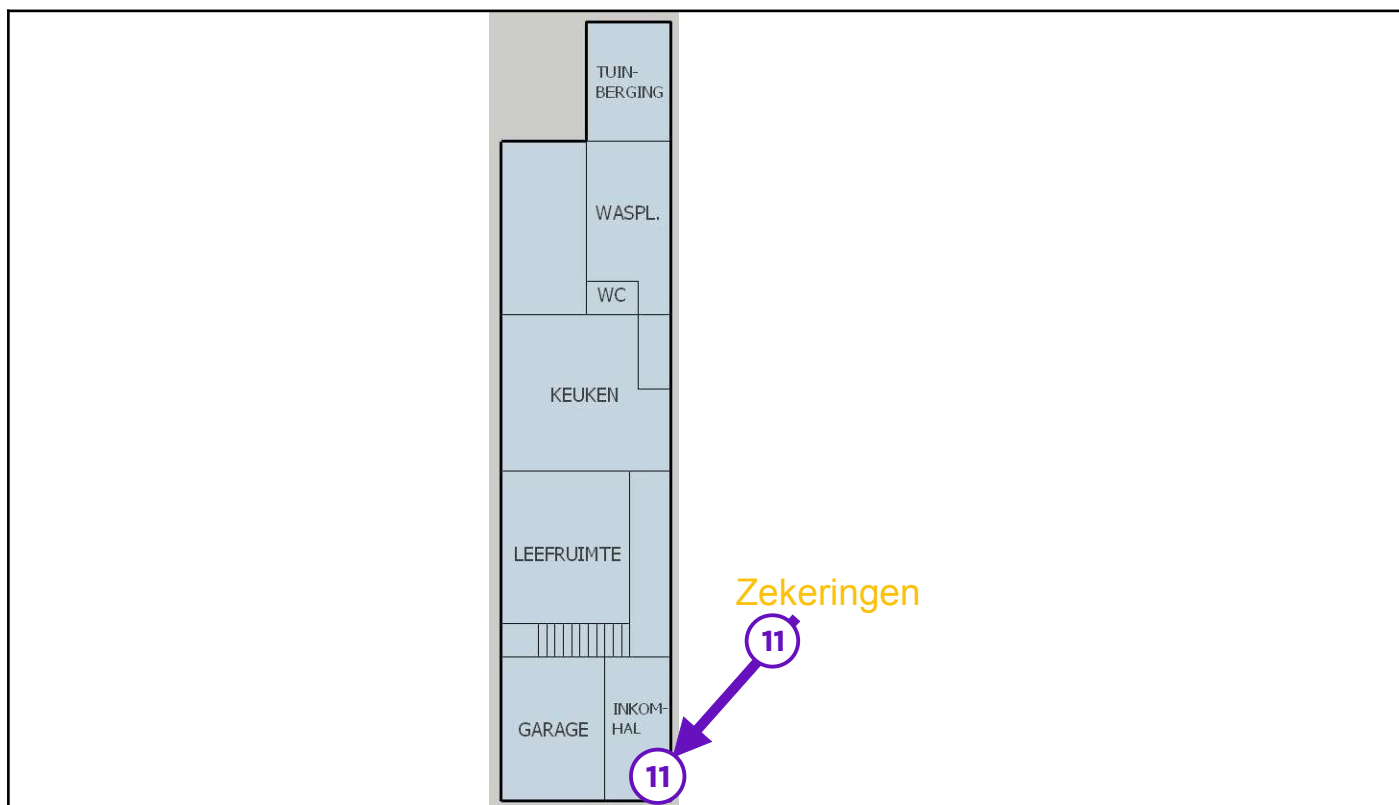 TUIN-
BERGING
WASPL.
WC
KEUKEN
LEEFRUIMTE
Zekeringen
11
GARAGE
INKOM-
HAL
11